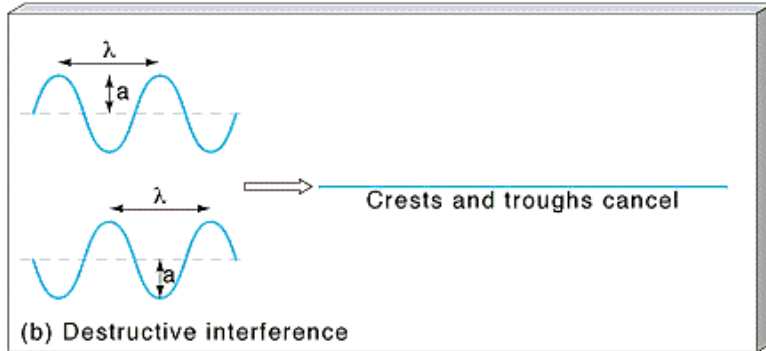 λ
a
λ
a
Crests and troughs cancel
(b) Destructive interference